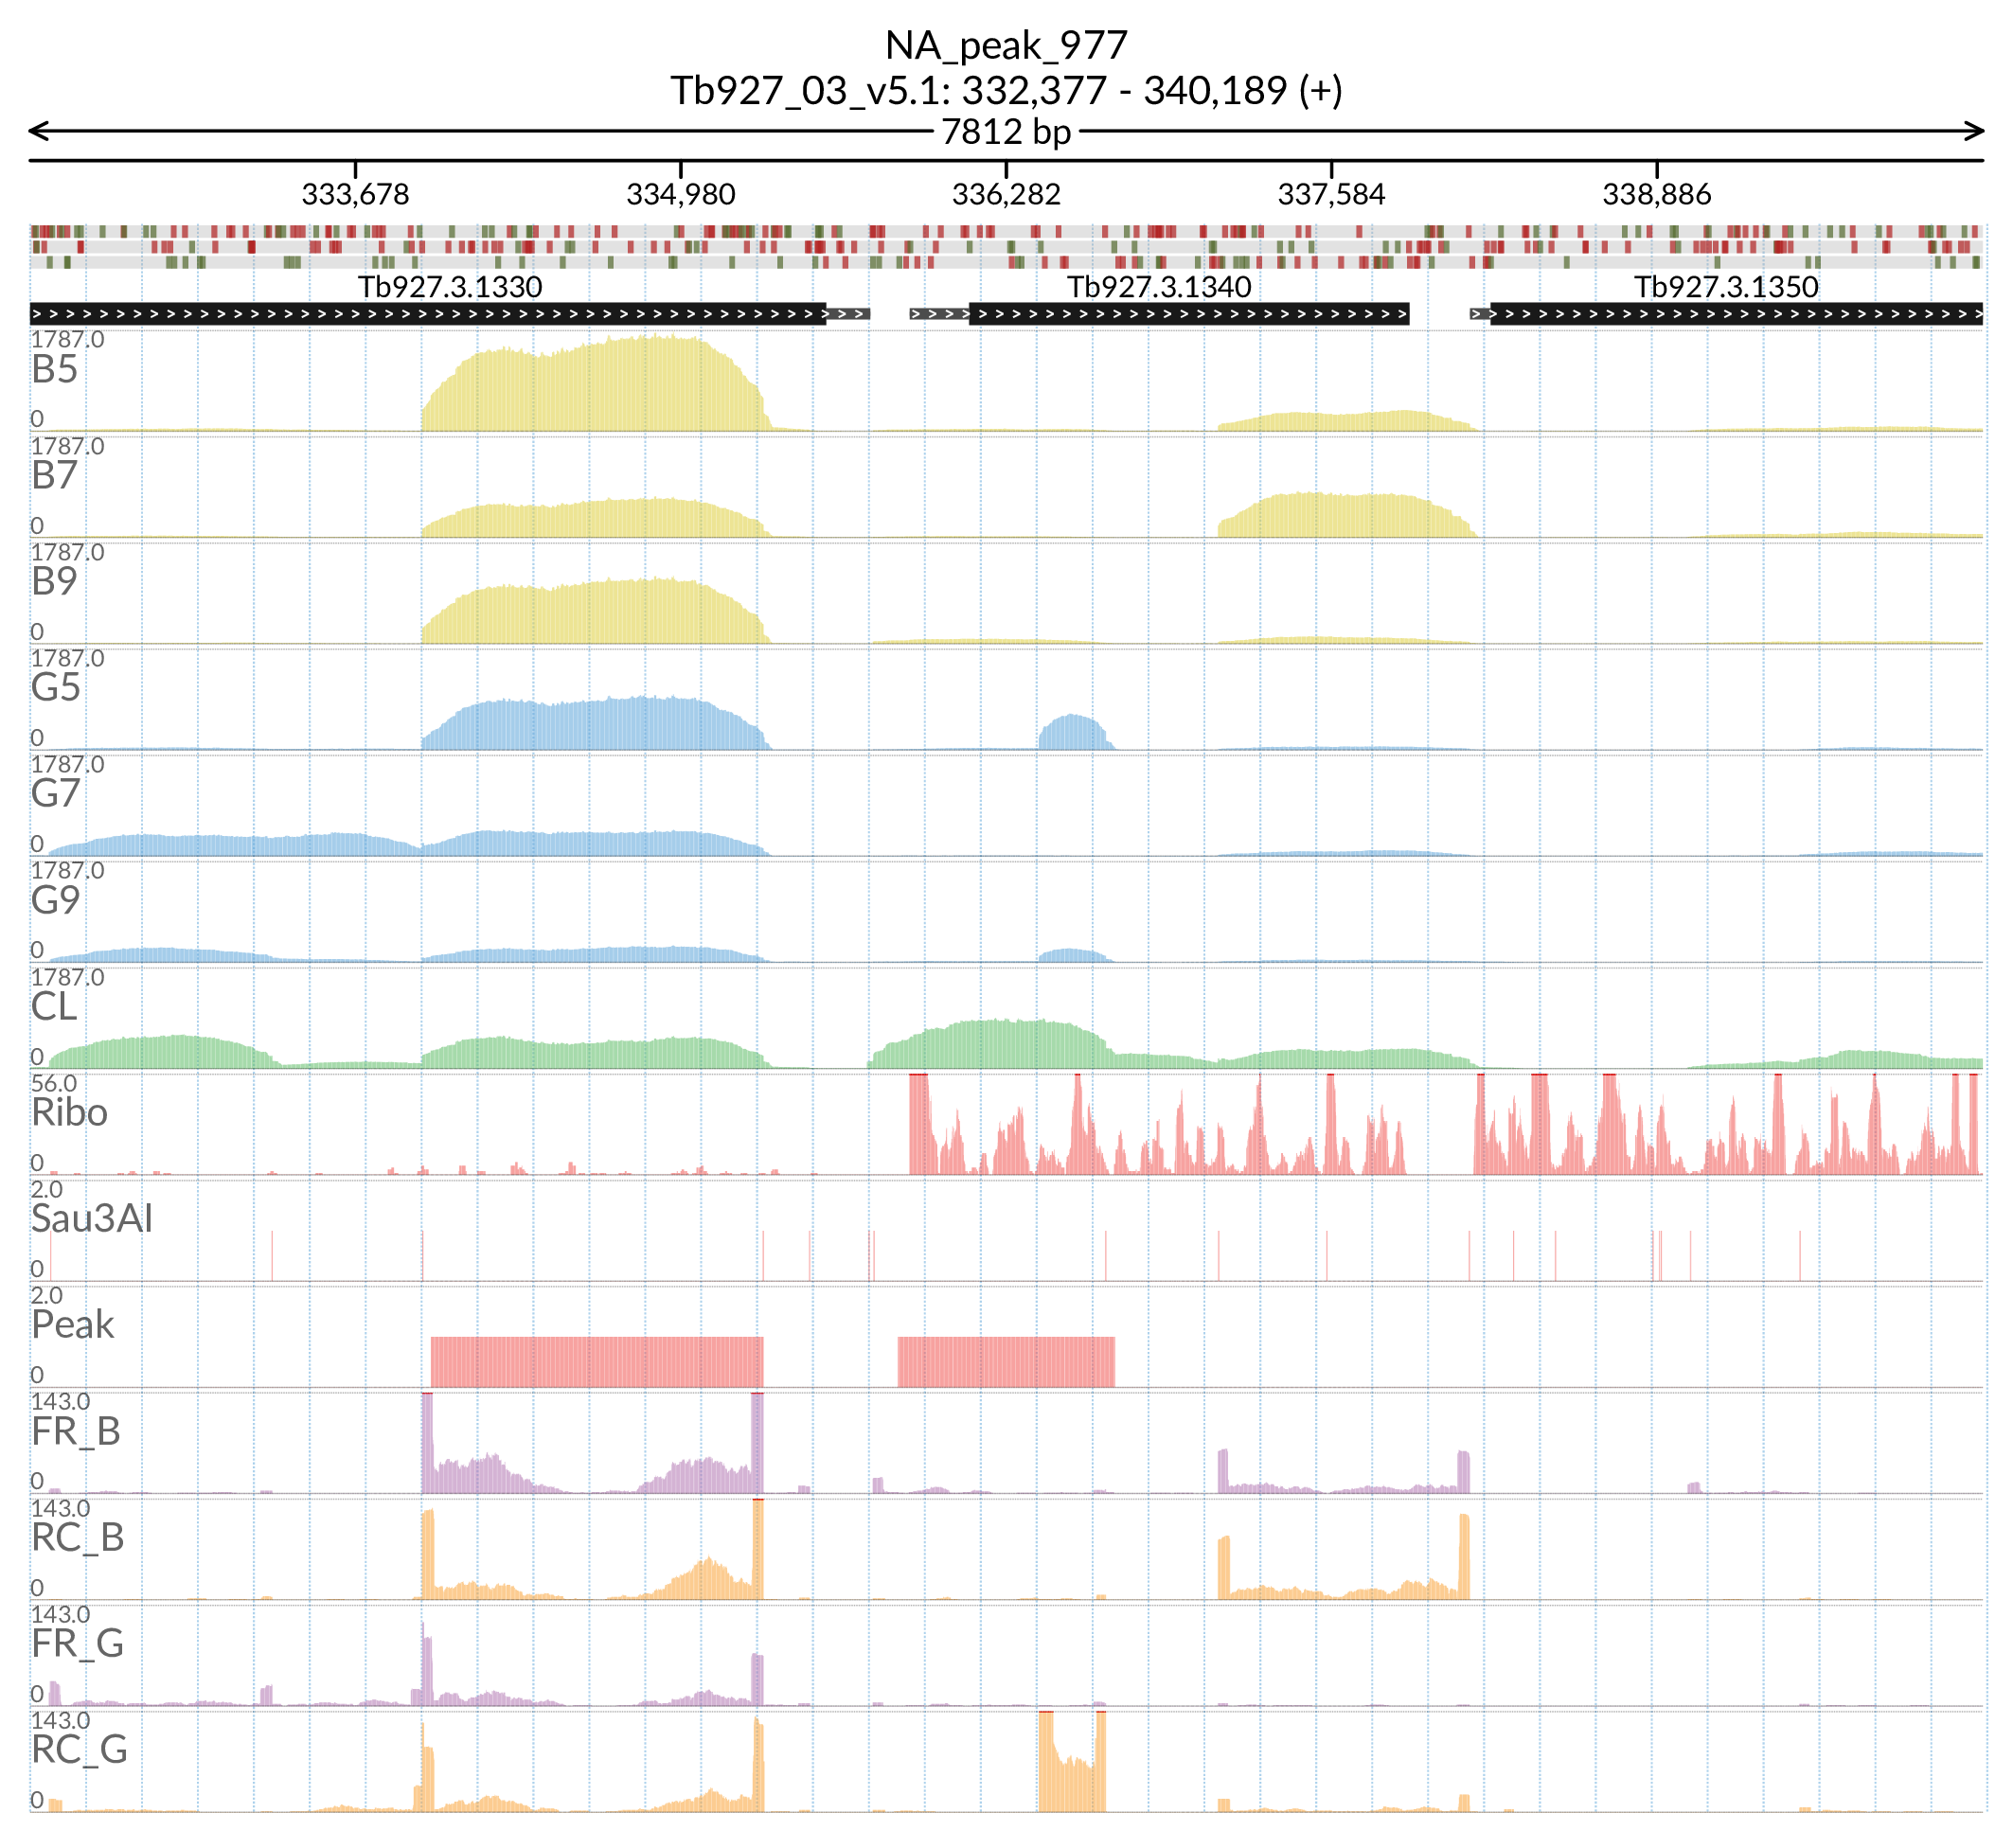 NA_peak_977
Tb927_03_v5.1: 332,377 - 340,189 (+)
7812 bp
333,678 334,980 336,282 337,584 338,886
Tb927.3.1330 Tb927.3.1340 Tb927.3.1350
1787.0
B5
0
1787.0
B7
0
1787.0
B9
0
1787.0
G5
0
1787.0
G7
0
1787.0
G9
0
1787.0
CL
0
56.0
Ribo
0
2.0
Sau3AI
0
2.0
Peak
0
143.0
FR_B
0
143.0
RC_B
0
143.0
FR_G
0
143.0
RC_G
0